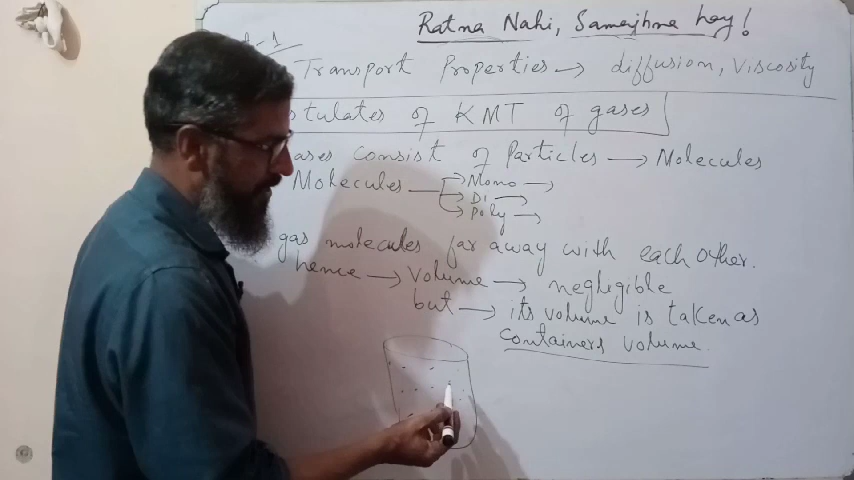 Ratna Nahi, Samajhna hay!
-1
Transport Properties → diffusion, Viscosity
stulates of KMT of gases
ases consist of Particles → Molecules
Molecules → Mono →
Di →
Poly →
gas molecules far away with each other.
hence → Volume → negligible
but → its volume is taken as
containers volume.